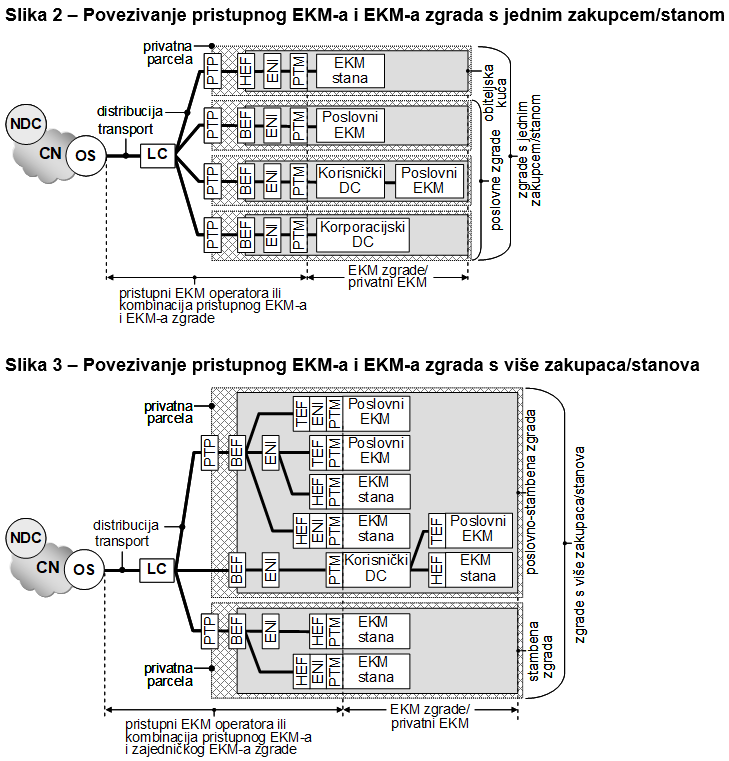 Slika 2 – Povezivanje pristupnog EKM-a i EKM-a zgrada s jednim zakupcem/stanom
privatna
parcela
PTP
HEF
ENI
PTM
EKM
stana
obiteljska
kuća
distribucija
transport
NDC
CN
OS
LC
PTP
BEF
ENI
PTM
Poslovni
EKM
PTP
BEF
ENI
PTM
Korisnički
DC
Poslovni
EKM
PTP
BEF
ENI
PTM
Korporacijski
DC
poslovne zgrade
zgrade s jednim
zakupcem/stanom
EKM zgrade/
privatni EKM
pristupni EKM operatora ili
kombinacija pristupnog EKM-a
i EKM-a zgrade
Slika 3 – Povezivanje pristupnog EKM-a i EKM-a zgrada s više zakupaca/stanova
privatna
parcela
TEF
ENI
PTM
Poslovni
EKM
PTP
BEF
ENI
TEF
PTM
Poslovni
EKM
HEF
PTM
EKM
stana
HEF
ENI
PTM
EKM
stana
TEF
Poslovni
EKM
distribucija
transport
NDC
CN
OS
LC
BEF
ENI
PTM
Korisnički
DC
HEF
EKM
stana
poslovno-stambena zgrada
zgrade s više zakupaca/stanova
PTP
BEF
ENI
HEF
PTM
EKM
stana
HEF
ENI
PTM
EKM
stana
stambena
zgrada
privatna
parcela
EKM zgrade/
privatni EKM
pristupni EKM operatora ili
kombinacija pristupnog EKM-a
i zajedničkog EKM-a zgrade